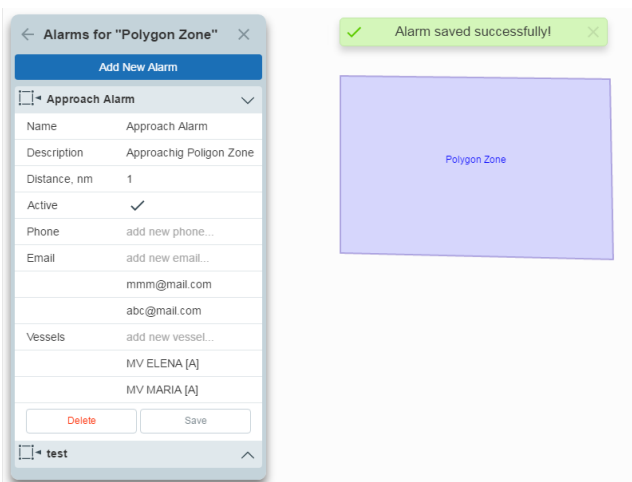 Alarms for "Polygon Zone"
Add New Alarm
Approach Alarm
Name Approach Alarm
Description Approachig Poligon Zone
Distance, nm 1
Active
Phone add new phone...
Email add new email...
mmm@mail.com
abc@mail.com
Vessels add new vessel...
MV ELENA [A]
MV MARIA [A]
Delete Save
test
Alarm saved successfully!
Polygon Zone